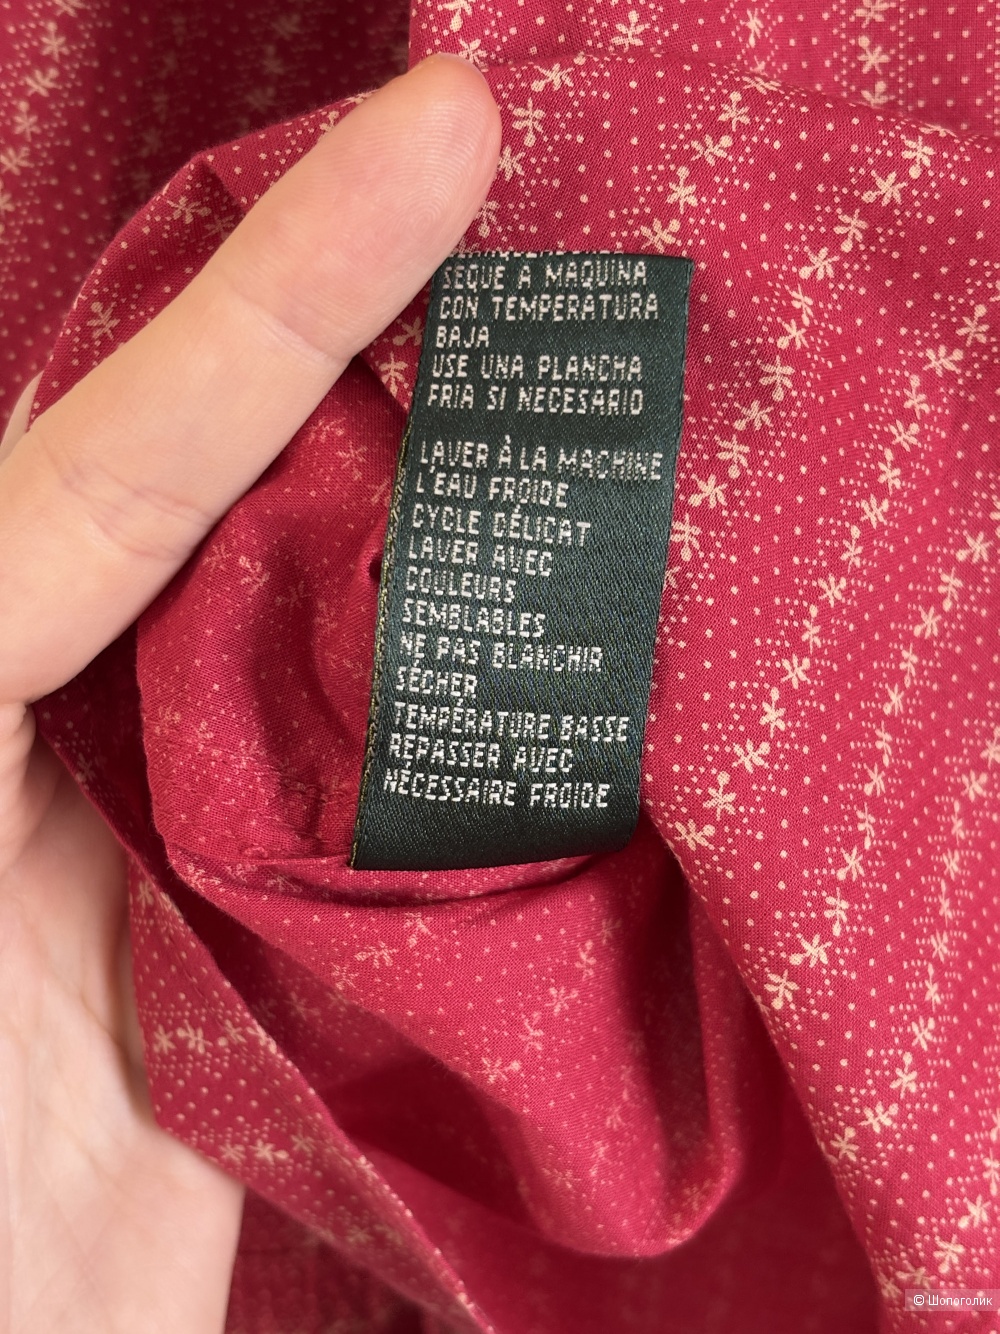 SEQUE A MAQUINA
CON TEMPERATURA
BAJA
USE UNA PLANCHA
FRIA SI NECESARIO
LAVER À LA MACHINE
L'EAU FROIDE
CYCLE DÉLICAT
LAVER AVEC
COULEURS
SEMBLABLES
NE PAS BLANCHIR
SÉCHER
TEMPÉRATURE BASSE
REPASSER AVEC
NÉCESSAIRE FROIDE
© Шопоголик